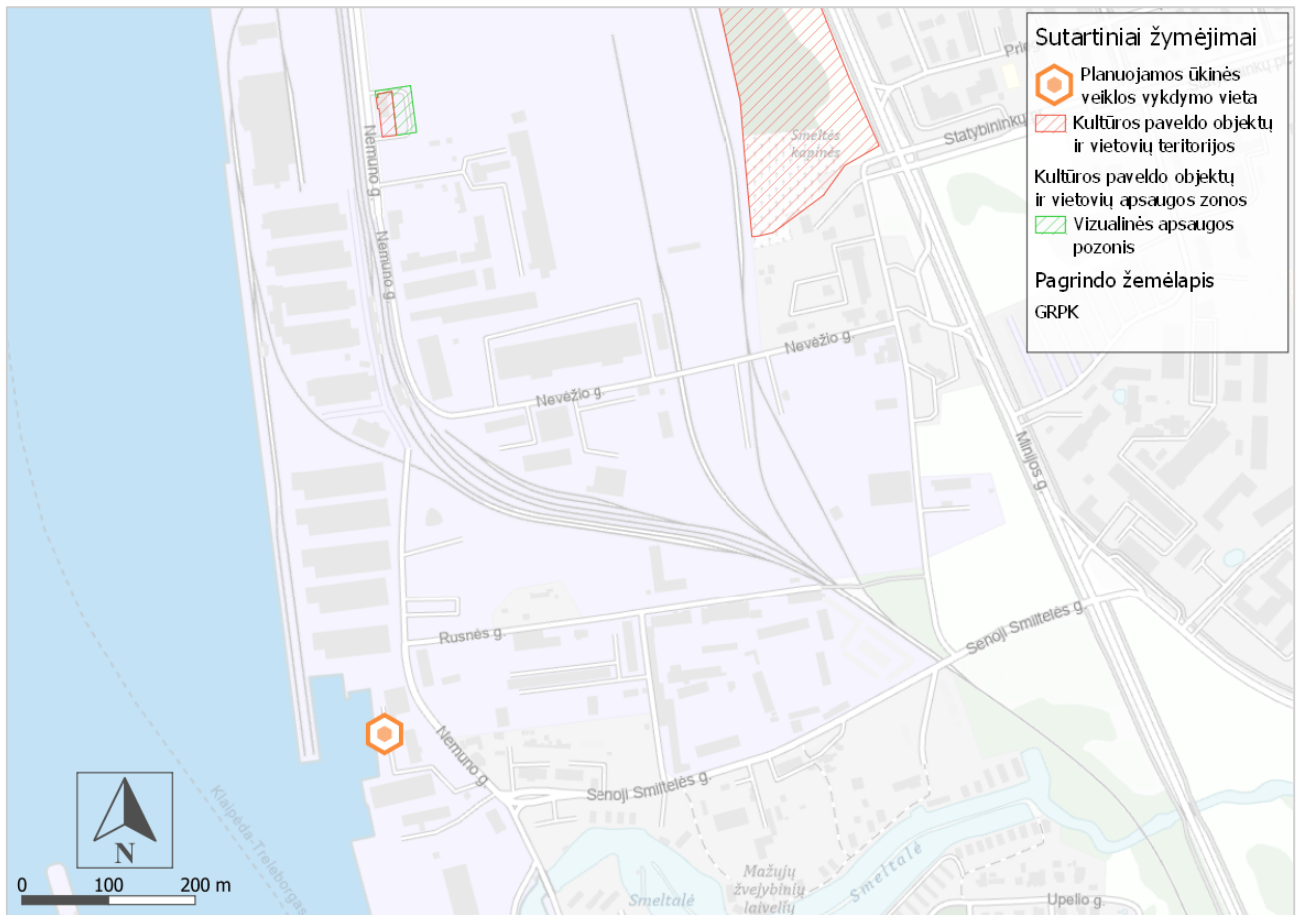 Sutartiniai žymėjimai
Planuojamos ūkinės
veiklos vykdymo vieta
Kultūros paveldo objektų
ir vietovių teritorijos
Kultūros paveldo objektų
ir vietovių apsaugos zonos
Vizualinės apsaugos
pozonis
Pagrindo žemėlapis
GRPK
Statybininkų
Smeltės
kapinės
Nemuno g.
Nemuno g.
Nevėžio g.
Nevėžio g.
Minijos g.
Rusnės g.
Senoji Smiltelės g.
Nemuno g.
Senoji Smiltelės g.
Klaipėda-Treleborgas
Smeltalė
Smeltalė
Mažųjų
žvejybinių
laivelių
Upelio g.
N
0 100 200 m